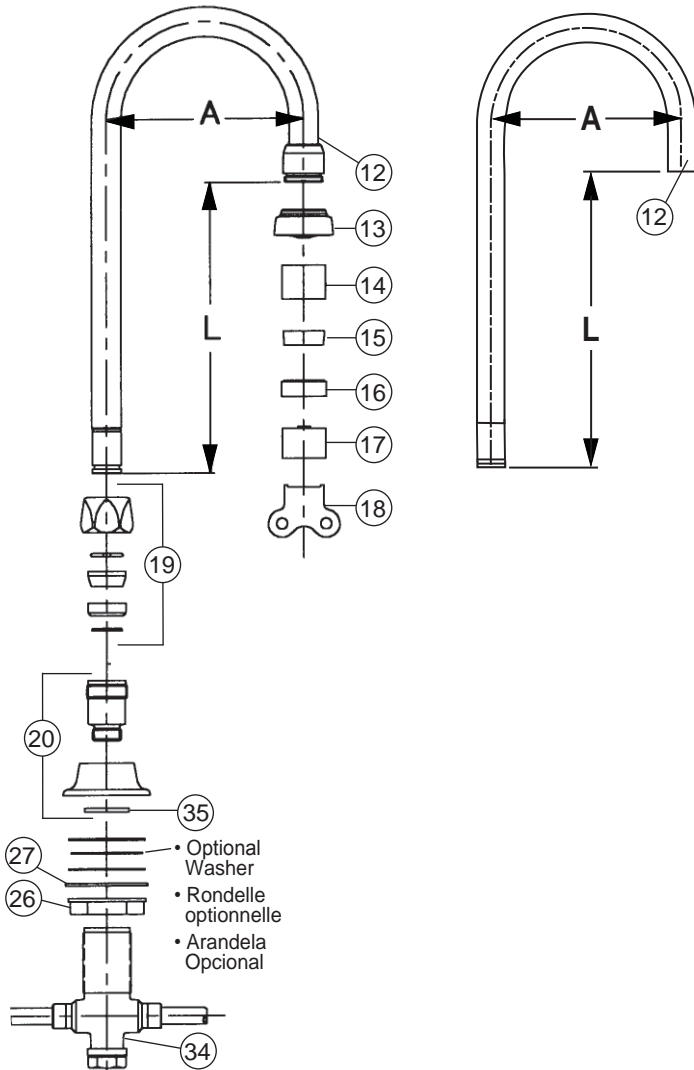 A
A
12
13
12
14
L
L
15
16
17
18
19
20
35
27
• Optional
Washer
26
• Rondelle
optionnelle
• Arandela
Opcional
34